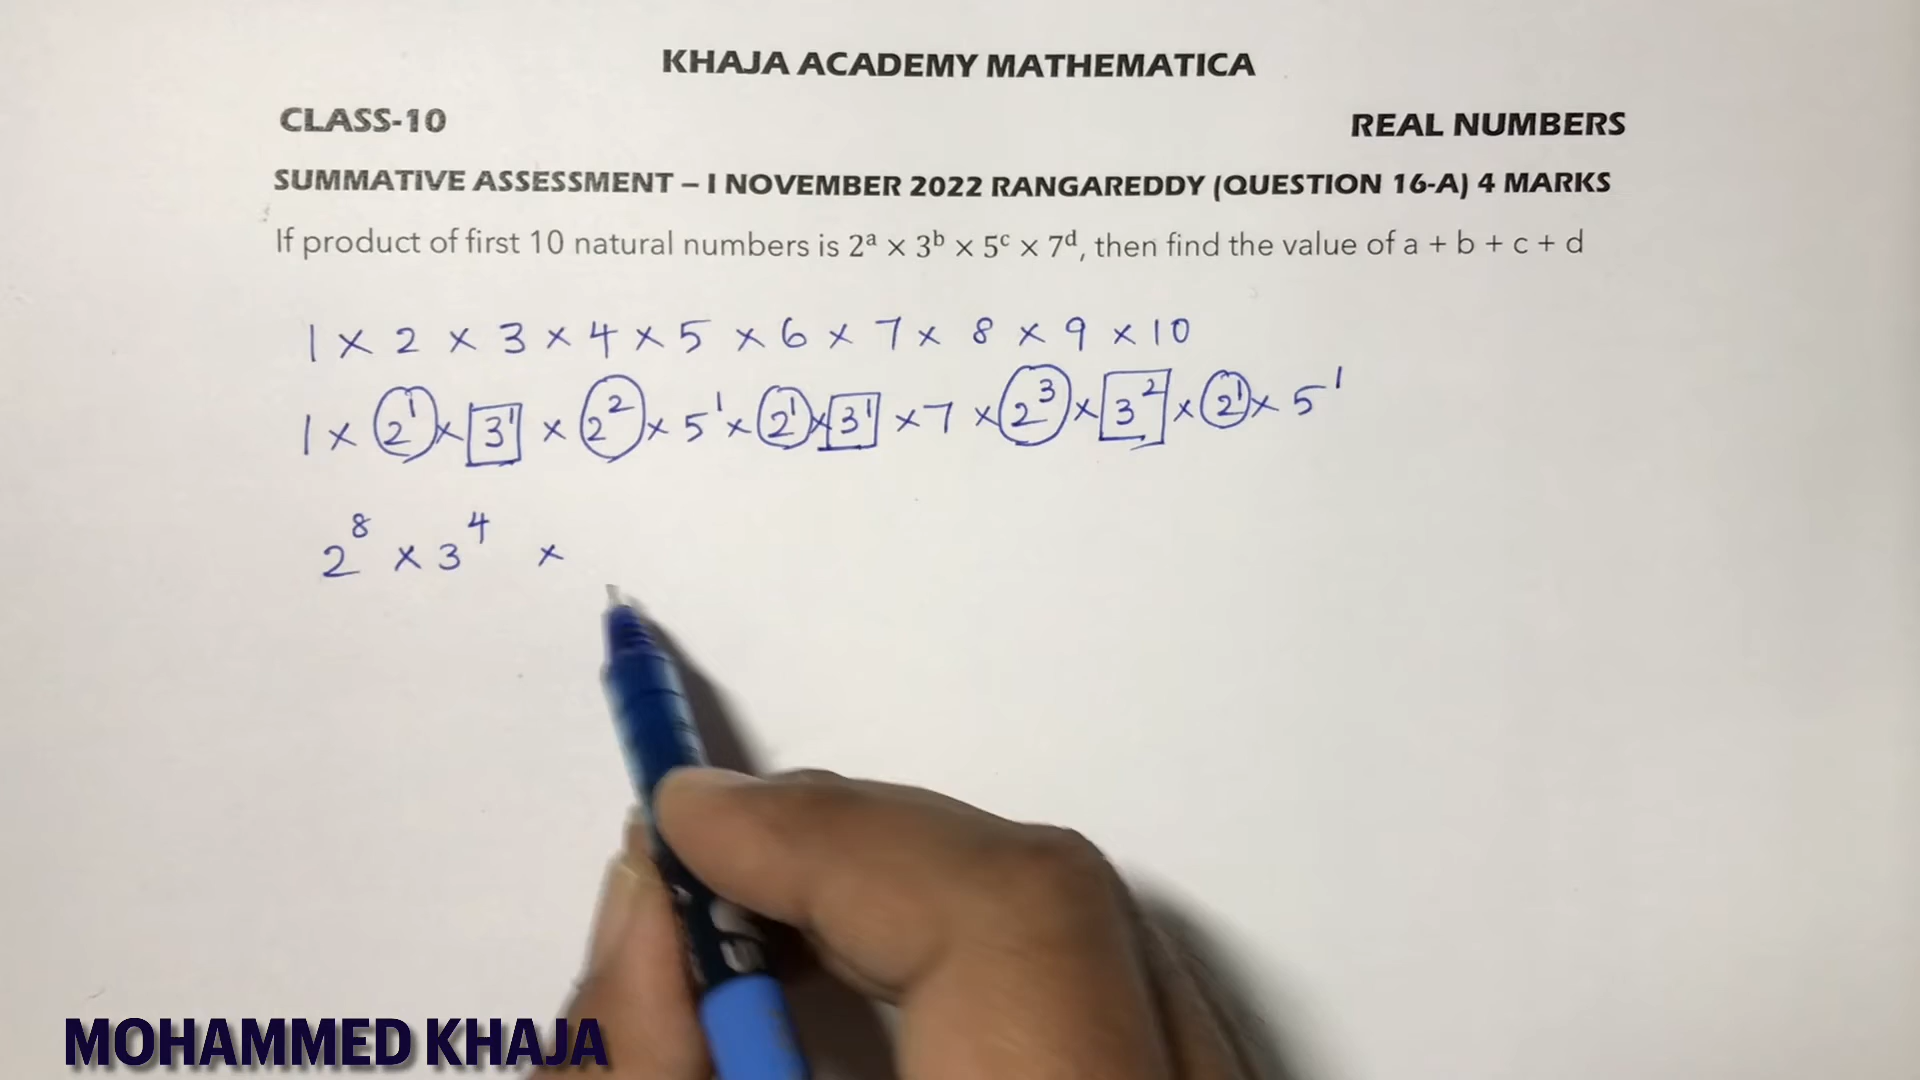 KHAJA ACADEMY MATHEMATICA
CLASS-10 REAL NUMBERS
SUMMATIVE ASSESSMENT – I NOVEMBER 2022 RANGAREDDY (QUESTION 16-A) 4 MARKS
If product of first 10 natural numbers is 2ᵃ × 3ᵇ × 5ᶜ × 7ᵈ, then find the value of a + b + c + d
1 × 2 × 3 × 4 × 5 × 6 × 7 × 8 × 9 × 10
1 × 2¹ × 3¹ × 2² × 5¹ × 2¹ × 3¹ × 7 × 2³ × 3² × 2¹ × 5¹
2⁸ × 3⁴ ×
MOHAMMED KHAJA